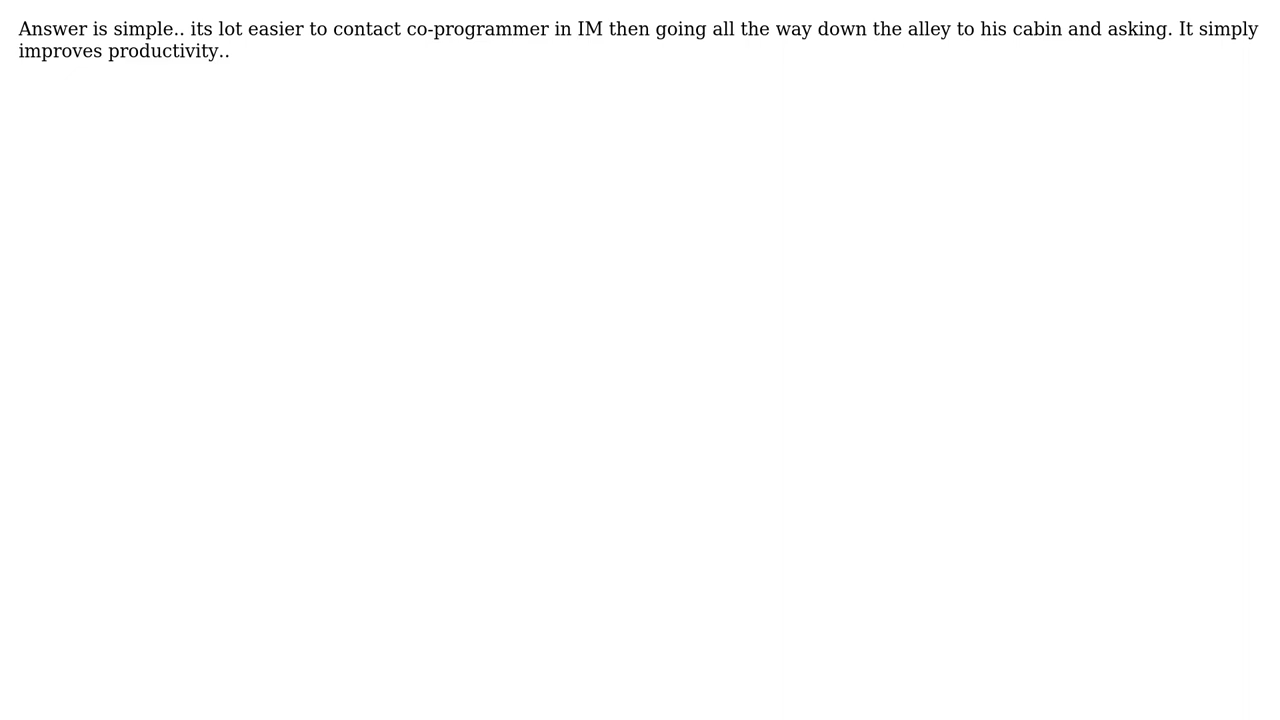 Answer is simple.. its lot easier to contact co-programmer in IM then going all the way down the alley to his cabin and asking. It simply
improves productivity..